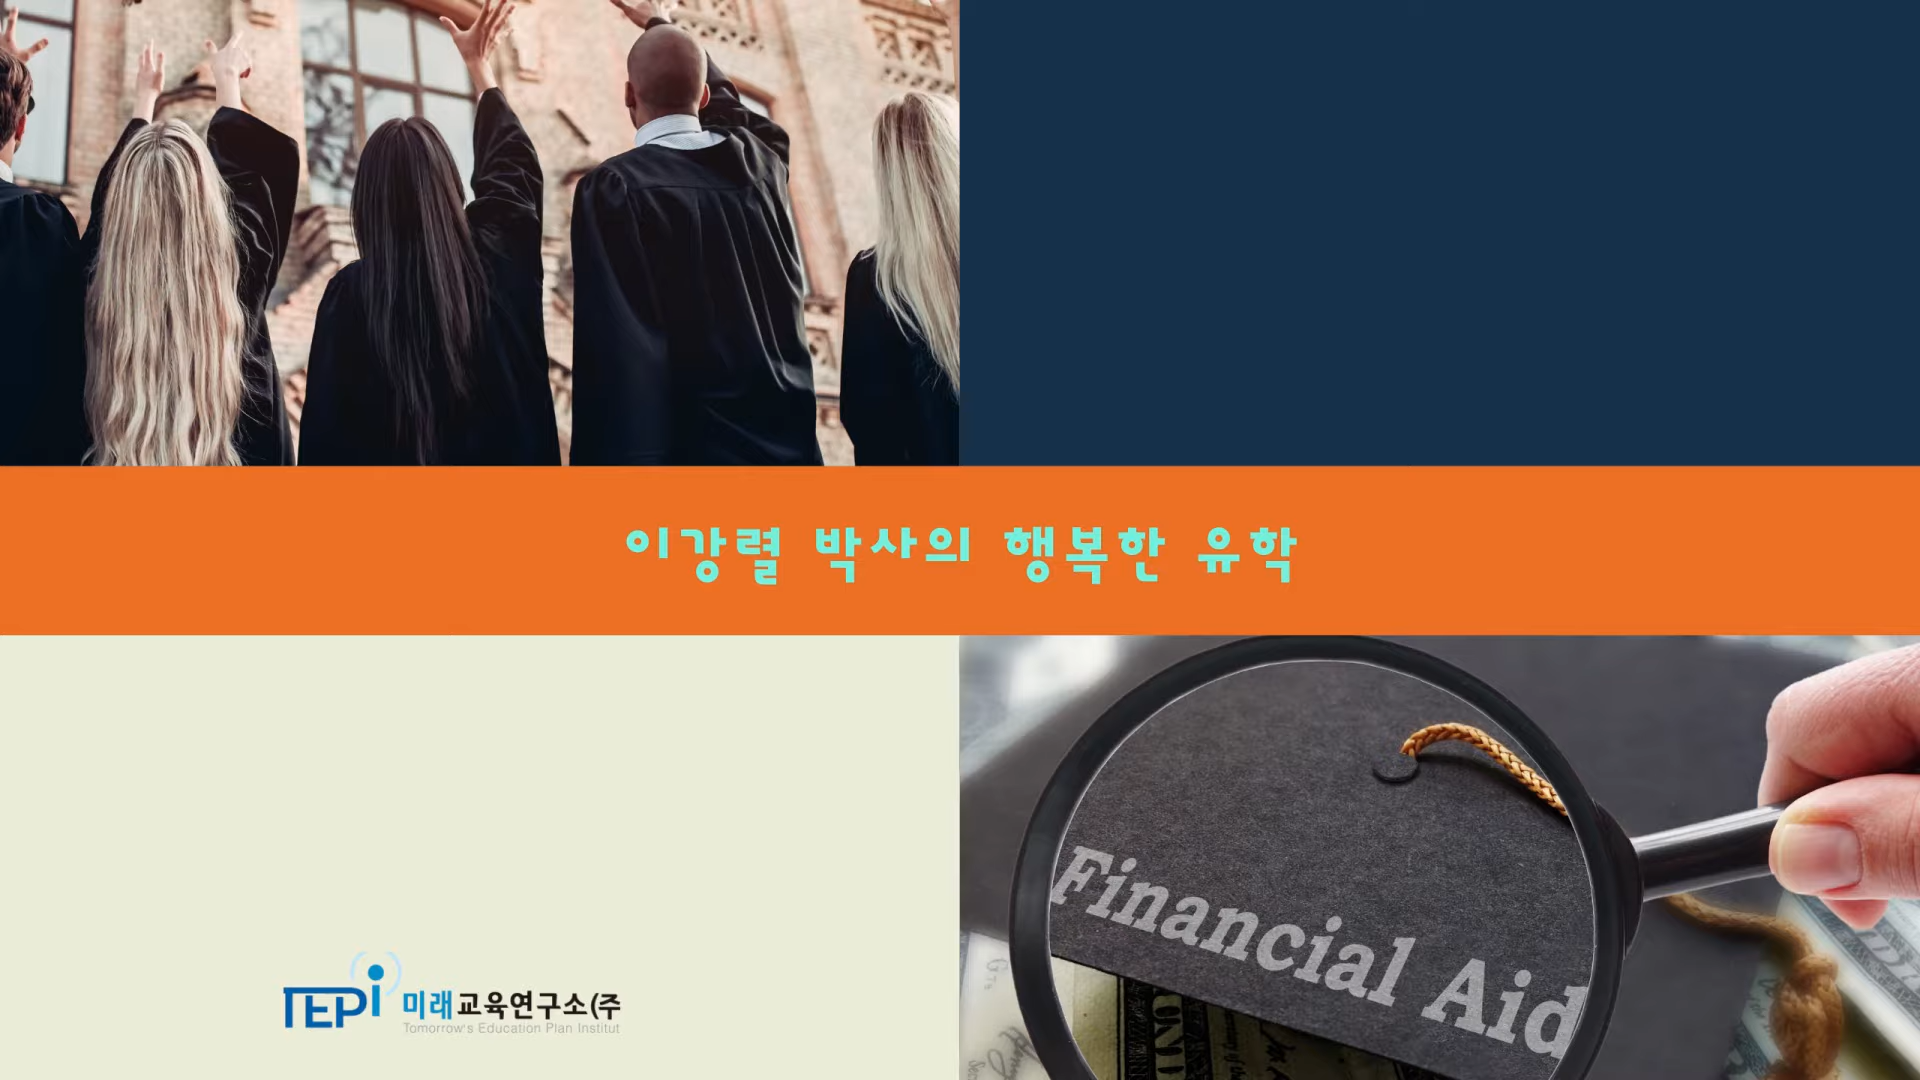 이강렬 박사의 행복한 유학
TEPI 미래교육연구소(주
Tomorrow's Education Plan Institut
Financial Aid